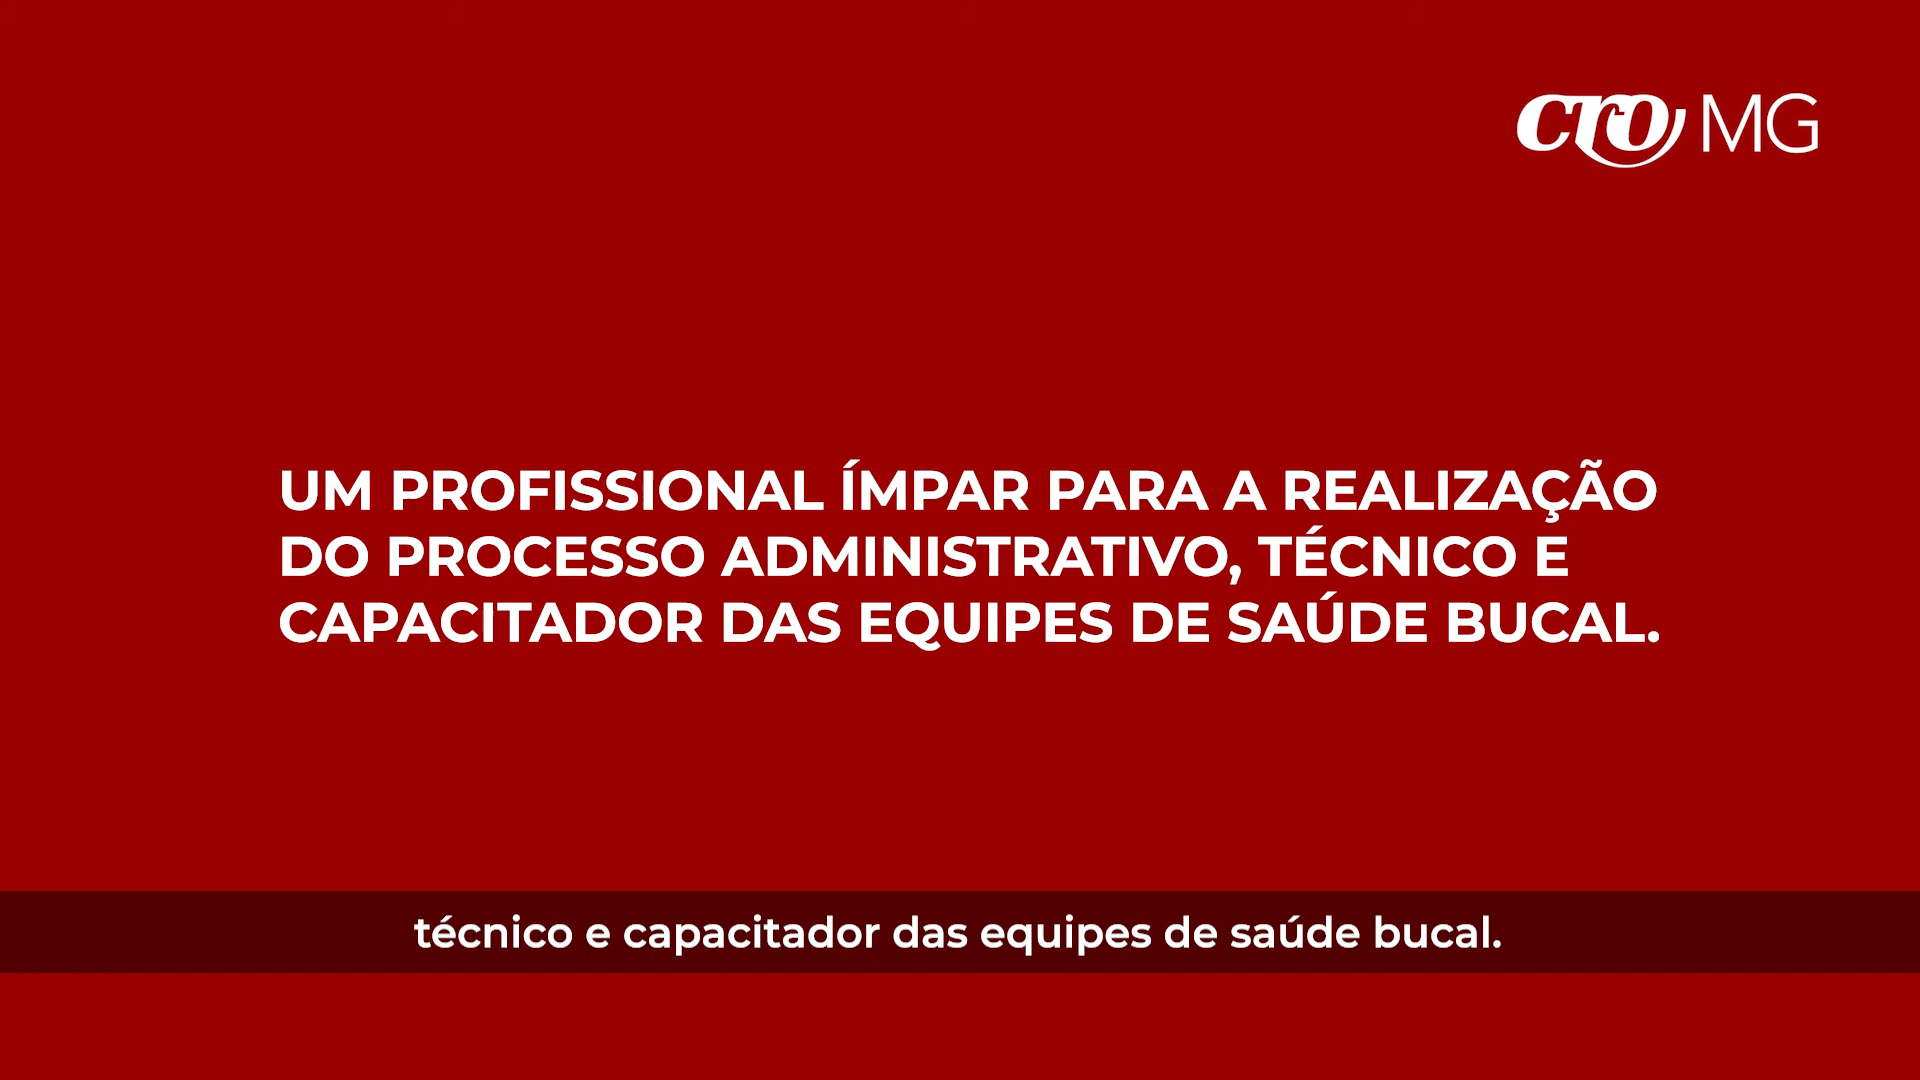 cro MG
UM PROFISSIONAL ÍMPAR PARA A REALIZAÇÃO
DO PROCESSO ADMINISTRATIVO, TÉCNICO E
CAPACITADOR DAS EQUIPES DE SAÚDE BUCAL.
técnico e capacitador das equipes de saúde bucal.